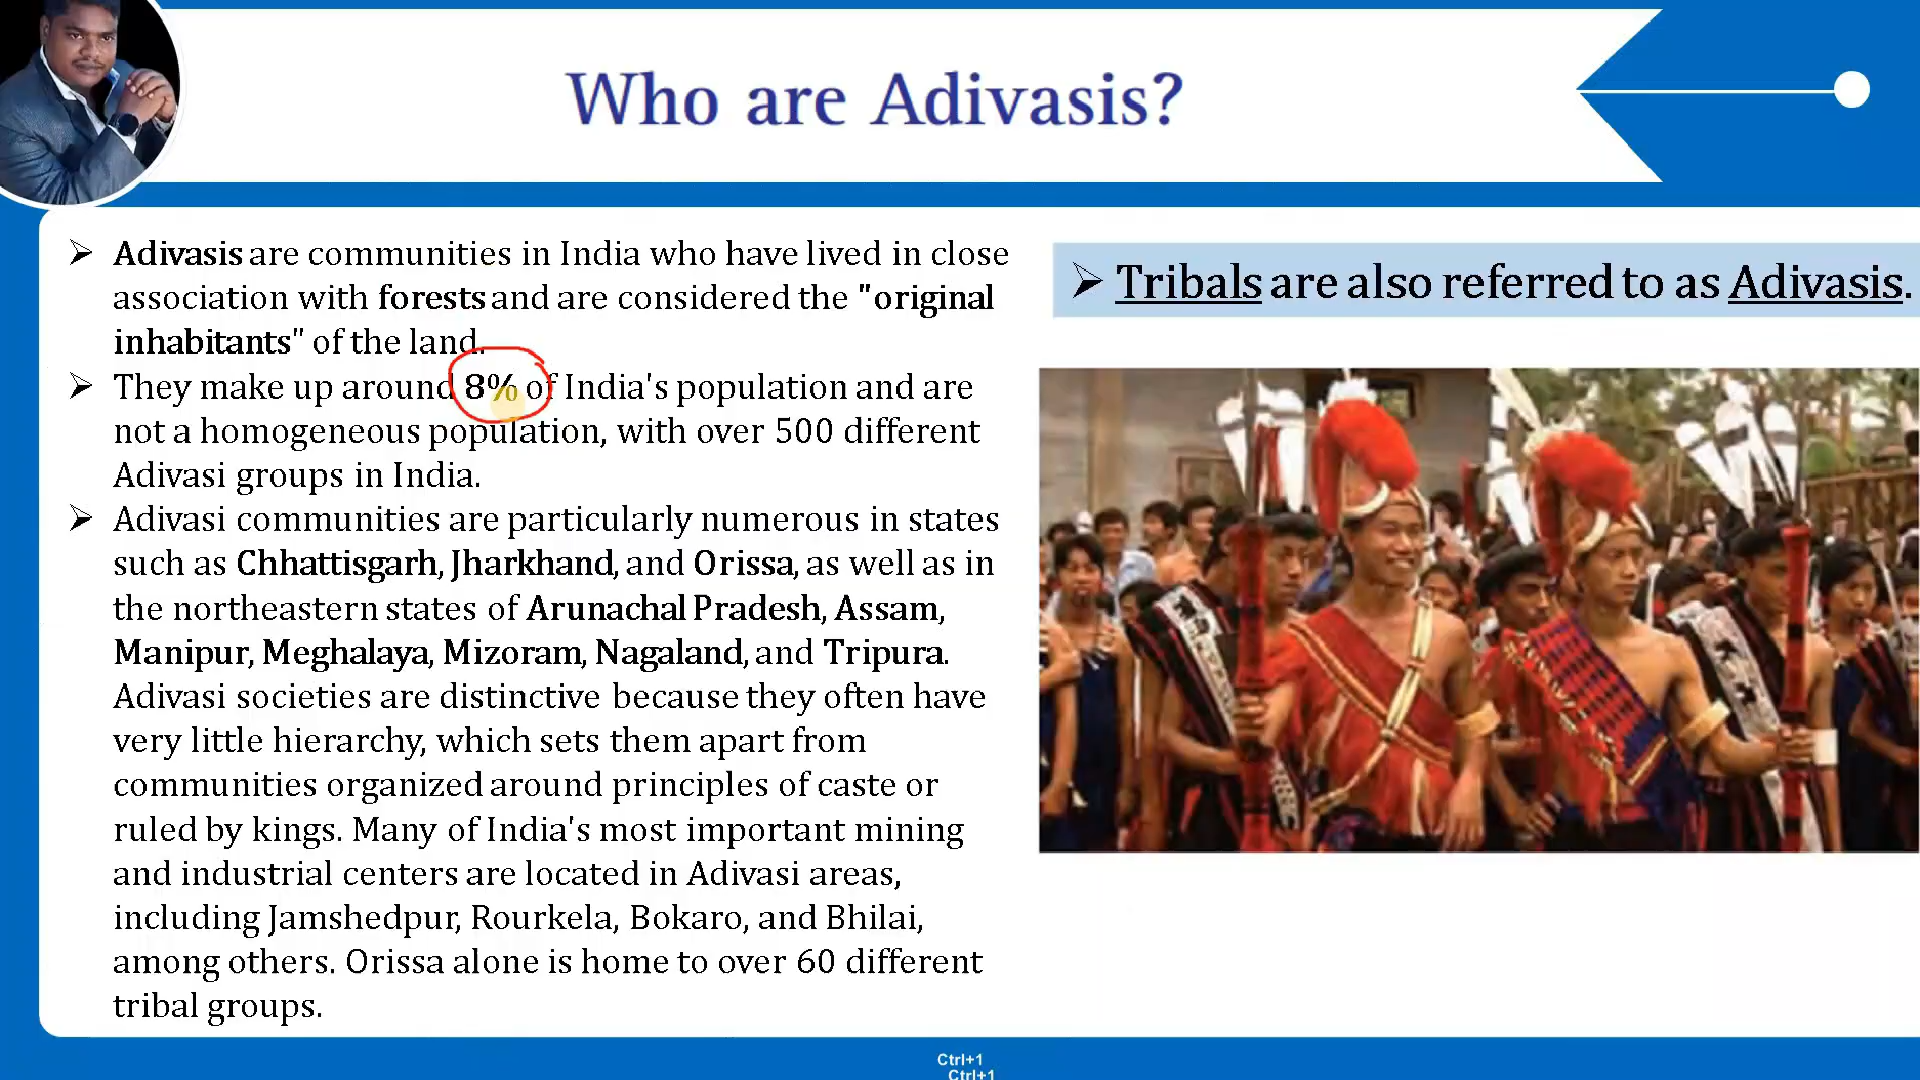 Who are Adivasis?
➢ Adivasis are communities in India who have lived in close
association with forests and are considered the "original
inhabitants" of the land.
➢ They make up around 8% of India's population and are
not a homogeneous population, with over 500 different
Adivasi groups in India.
➢ Adivasi communities are particularly numerous in states
such as Chhattisgarh, Jharkhand, and Orissa, as well as in
the northeastern states of Arunachal Pradesh, Assam,
Manipur, Meghalaya, Mizoram, Nagaland, and Tripura.
Adivasi societies are distinctive because they often have
very little hierarchy, which sets them apart from
communities organized around principles of caste or
ruled by kings. Many of India's most important mining
and industrial centers are located in Adivasi areas,
including Jamshedpur, Rourkela, Bokaro, and Bhilai,
among others. Orissa alone is home to over 60 different
tribal groups.
➢ Tribals are also referred to as Adivasis.
Ctrl+1
Ctrl+1